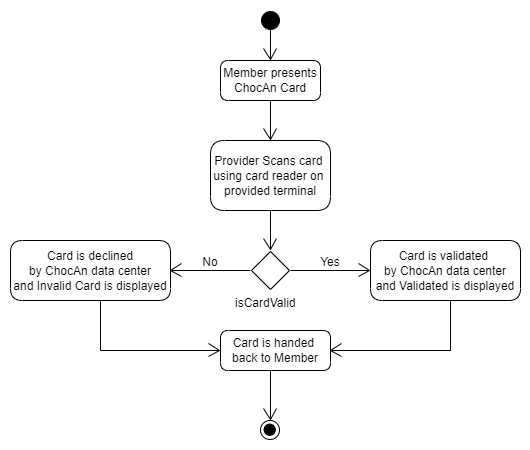 Member presents
ChocAn Card
Provider Scans card
using card reader on
provided terminal
Card is declined
by ChocAn data center
and Invalid Card is displayed
No
Yes
Card is validated
by ChocAn data center
and Validated is displayed
isCardValid
Card is handed
back to Member